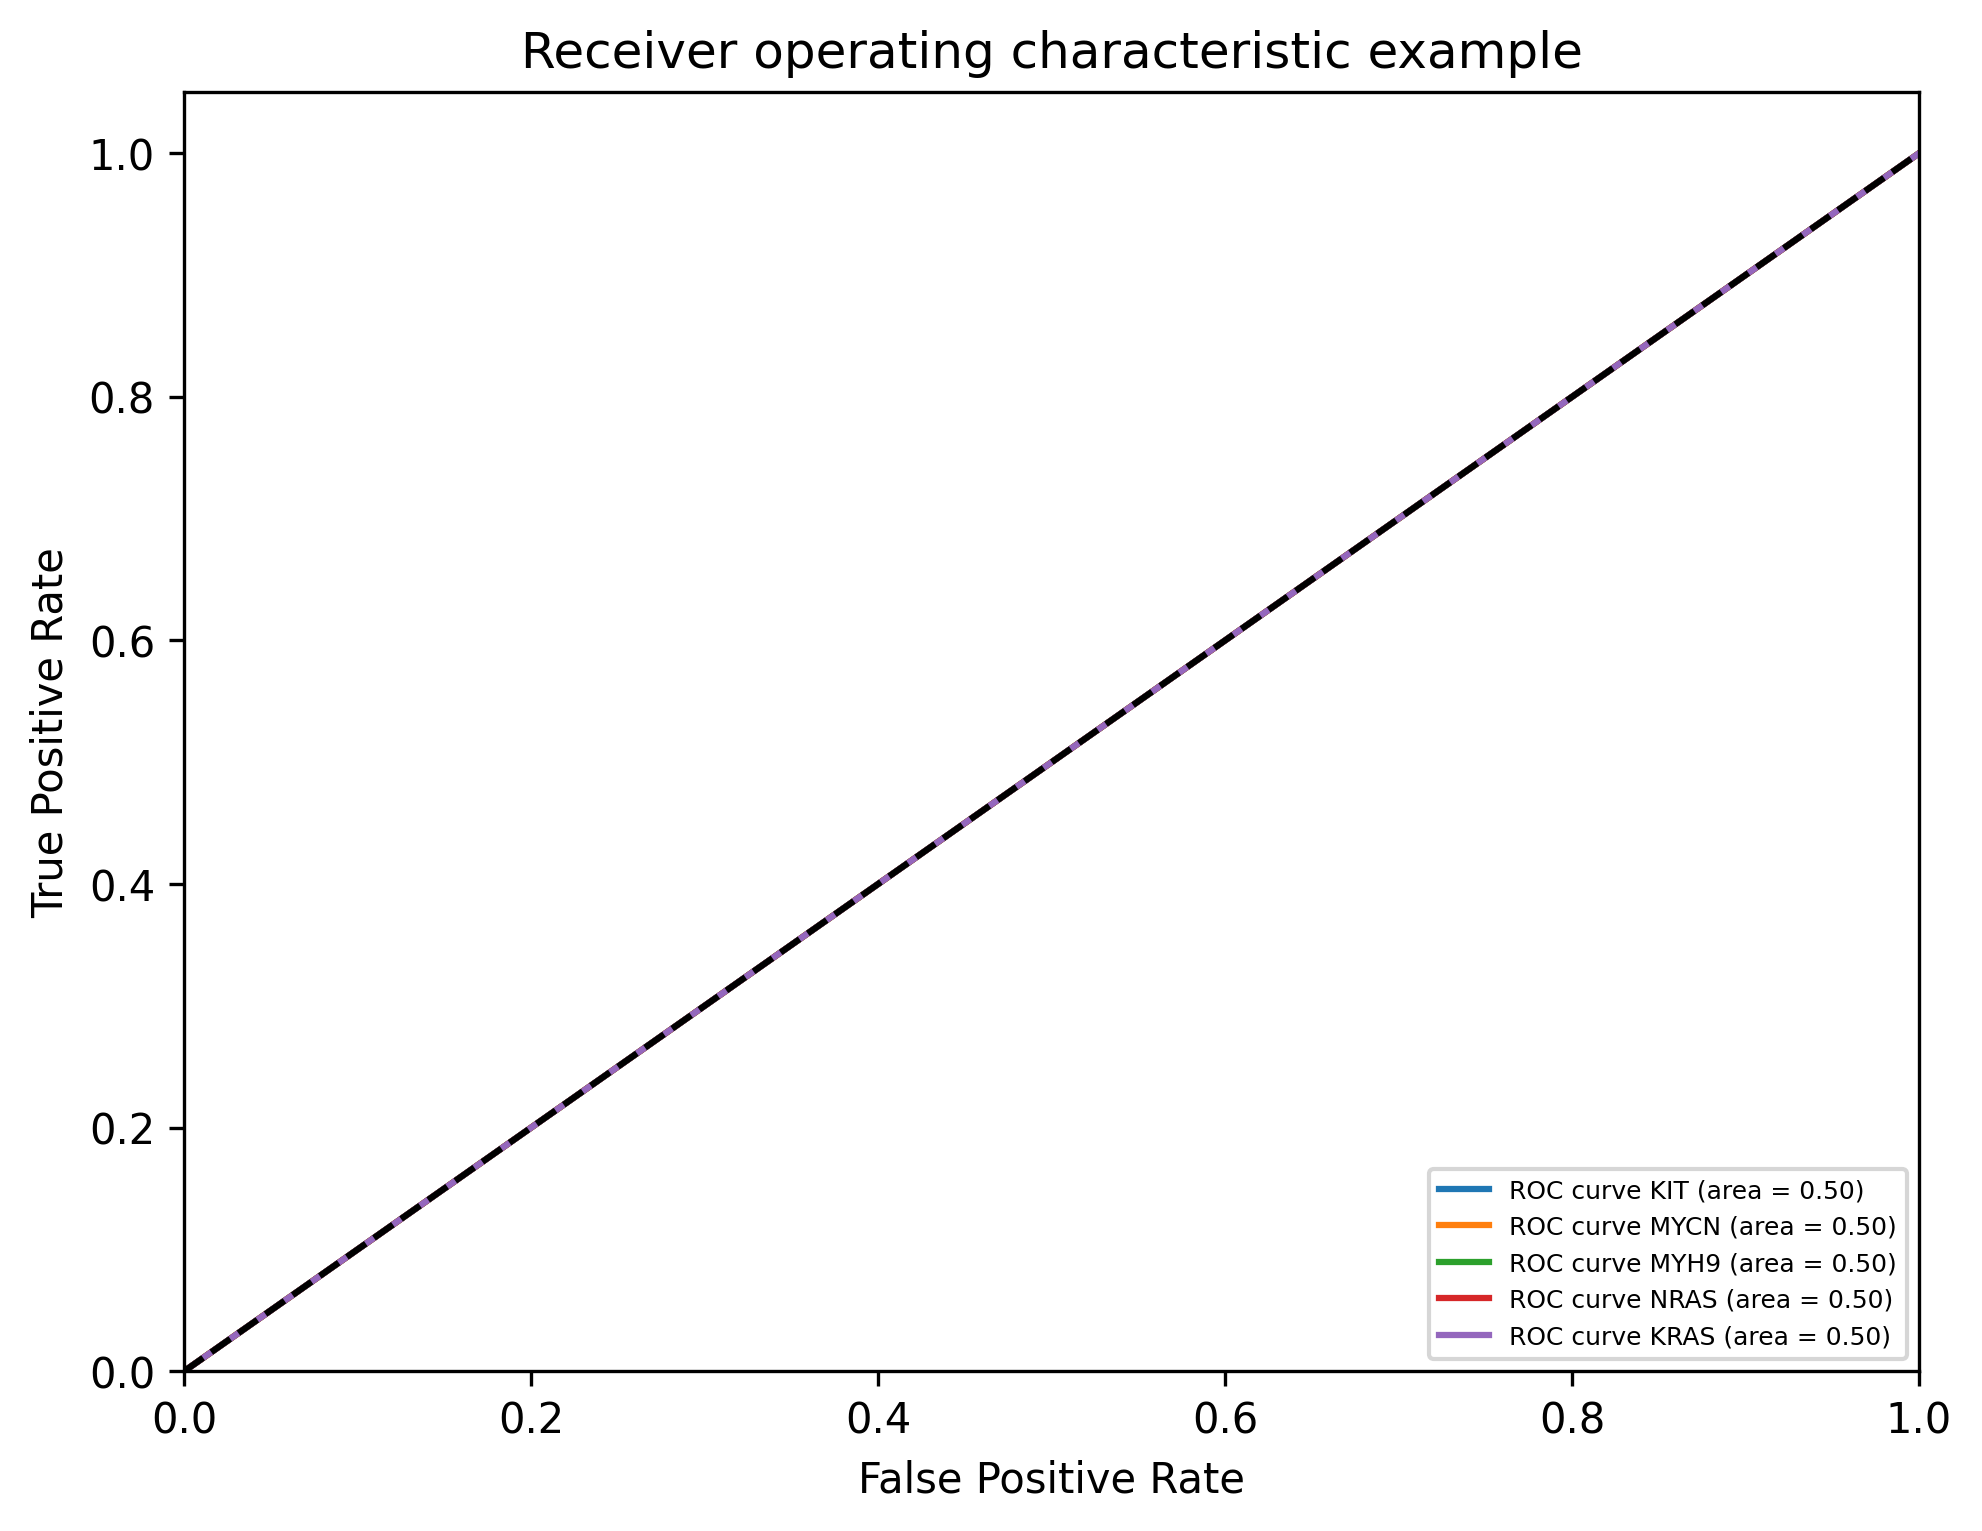 Receiver operating characteristic example
1.0
0.8
0.6
0.4
0.2
0.0
True Positive Rate
ROC curve KIT (area = 0.50)
ROC curve MYCN (area = 0.50)
ROC curve MYH9 (area = 0.50)
ROC curve NRAS (area = 0.50)
ROC curve KRAS (area = 0.50)
0.0 0.2 0.4 0.6 0.8 1.0
False Positive Rate